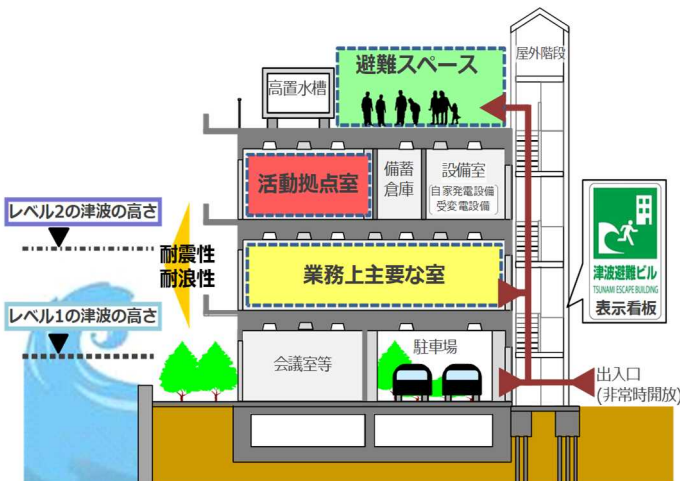 屋外階段
避難スペース
高置水槽
活動拠点室
備蓄
倉庫
設備室
自家発電設備
受変電設備
レベル2の津波の高さ
耐震性
耐浪性
業務上主要な室
津波避難ビル
TSUNAMI ESCAPE BUILDING
表示看板
レベル1の津波の高さ
会議室等
駐車場
出入口
(非常時開放)